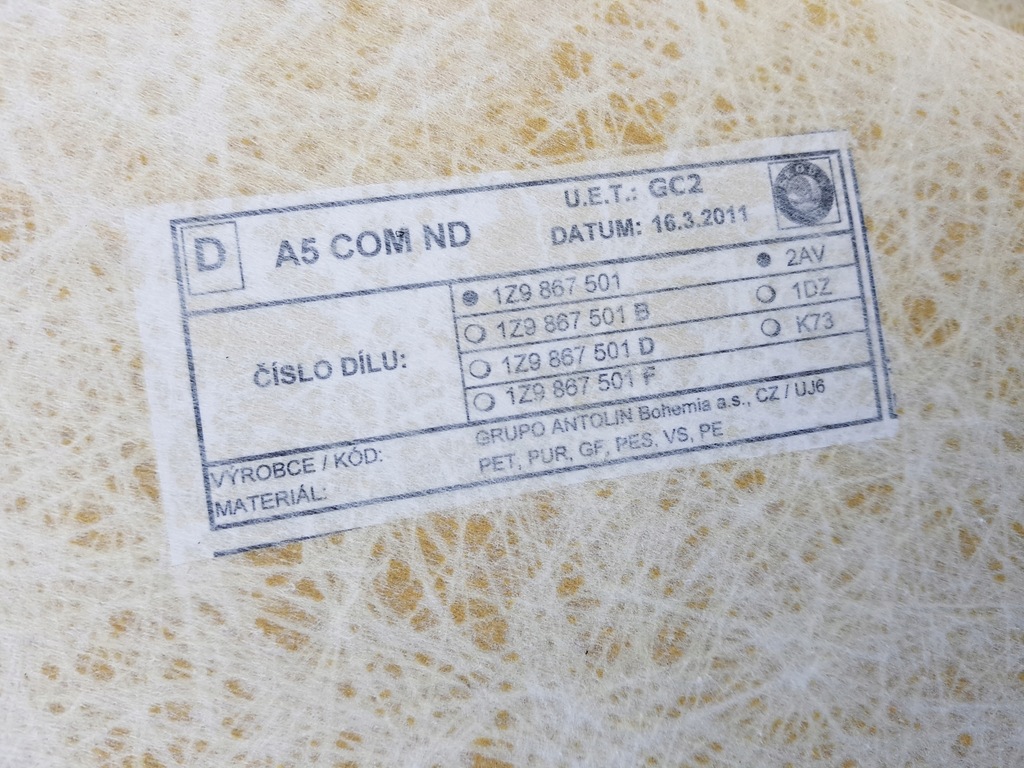 D
A5 COM ND
U.E.T.: GC2
DATUM: 16.3.2011
ČÍSLO DÍLU:
1Z9 867 501
1Z9 867 501 B
1Z9 867 501 D
1Z9 867 501 F
2AV
1DZ
K73
VÝROBCE / KÓD:
GRUPO ANTOLIN Bohemia a.s., CZ / UJ6
MATERIÁL:
PET, PUR, GF, PES, VS, PE